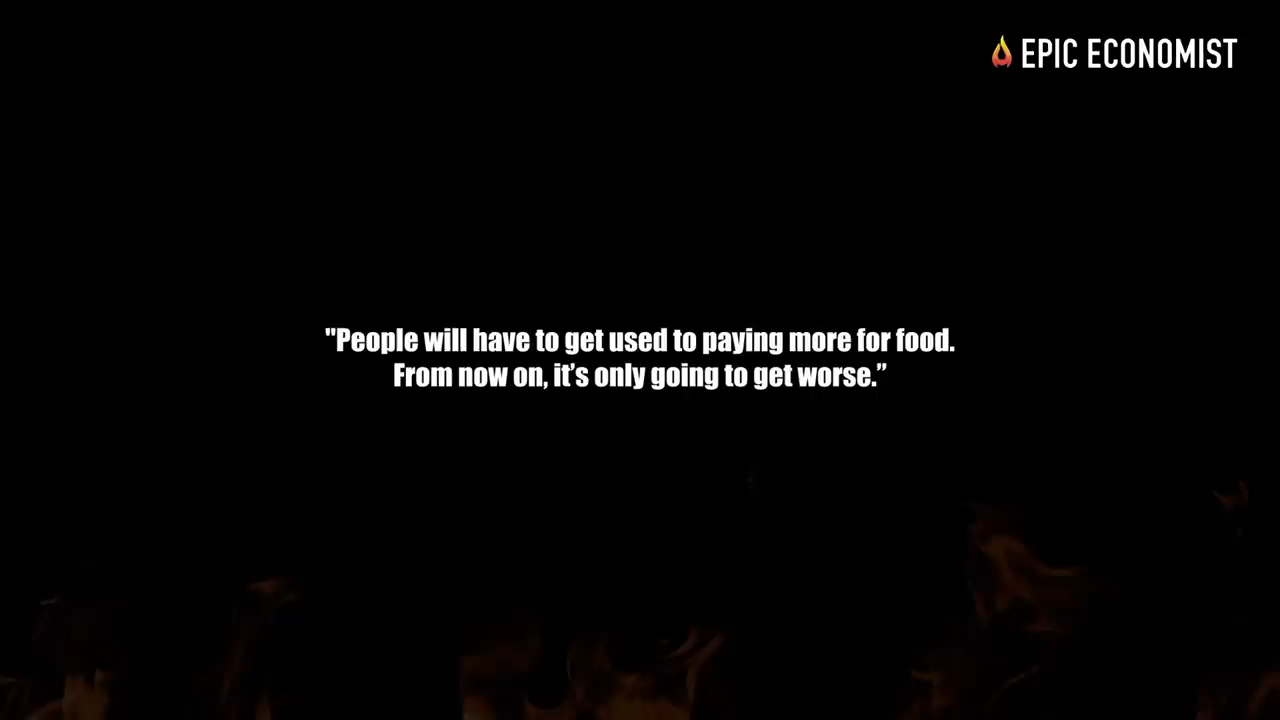 EPIC ECONOMIST
"People will have to get used to paying more for food.
From now on, it’s only going to get worse.”